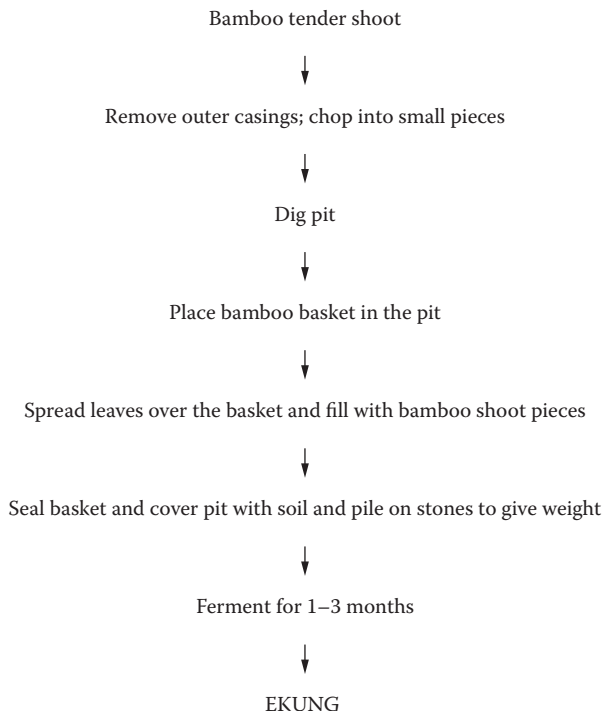 Bamboo tender shoot
Remove outer casings; chop into small pieces
Dig pit
Place bamboo basket in the pit
Spread leaves over the basket and fill with bamboo shoot pieces
Seal basket and cover pit with soil and pile on stones to give weight
Ferment for 1–3 months
EKUNG